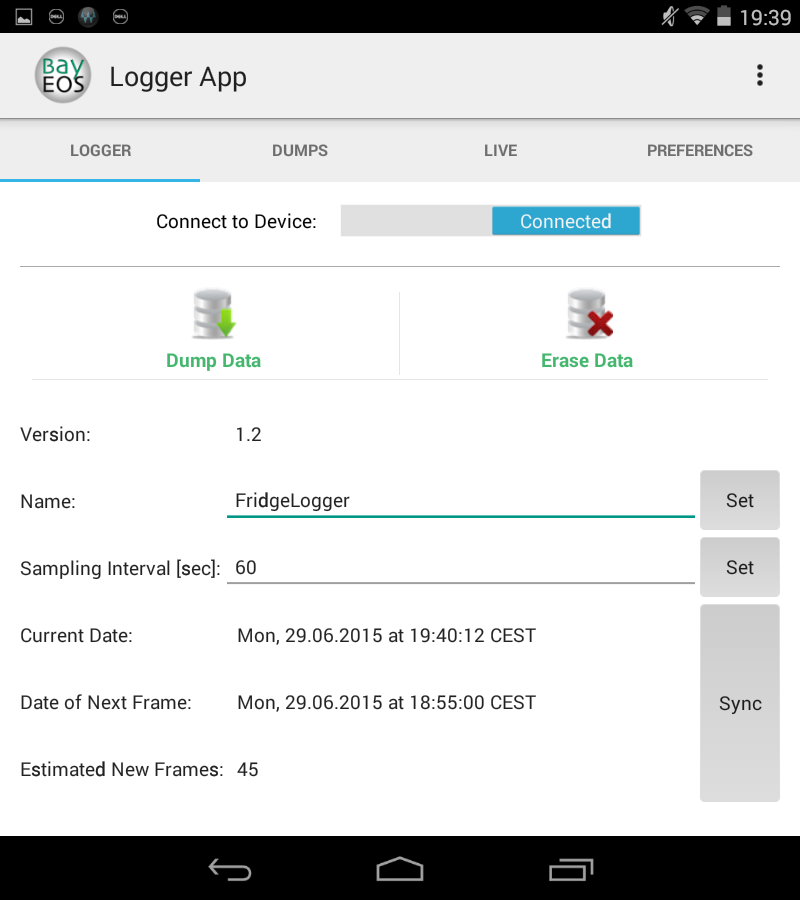 19:39
Bay
EOS
Logger App
LOGGER DUMPS LIVE PREFERENCES
Connect to Device: Connected
Dump Data Erase Data
Version: 1.2
Name: FridgeLogger Set
Sampling Interval [sec]: 60 Set
Current Date: Mon, 29.06.2015 at 19:40:12 CEST
Date of Next Frame: Mon, 29.06.2015 at 18:55:00 CEST Sync
Estimated New Frames: 45